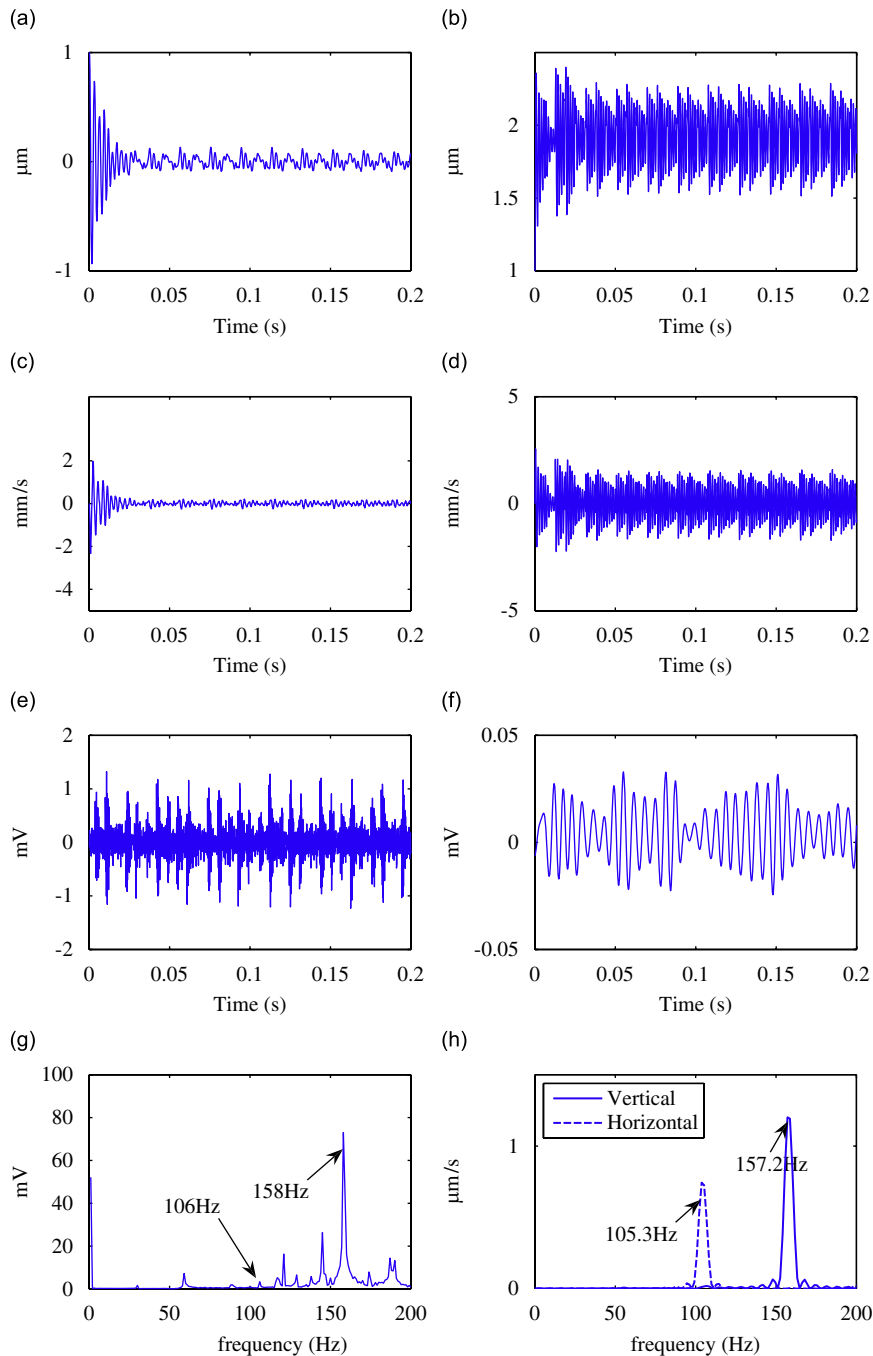 (a)
(b)
1
0
-1
μm
0 0.05 0.1 0.15 0.2
Time (s)
2
1.5
1
μm
0 0.05 0.1 0.15 0.2
Time (s)
(c)
(d)
2
0
-2
-4
mm/s
0 0.05 0.1 0.15 0.2
Time (s)
5
0
-5
mm/s
0 0.05 0.1 0.15 0.2
Time (s)
(e)
(f)
2
1
0
-1
-2
mV
0 0.05 0.1 0.15 0.2
Time (s)
0.05
0
-0.05
mV
0 0.05 0.1 0.15 0.2
Time (s)
(g)
(h)
100
80
60
40
20
0
mV
158Hz
106Hz
0 50 100 150 200
frequency (Hz)
1
0
μm/s
Vertical
Horizontal
157.2Hz
105.3Hz
0 50 100 150 200
frequency (Hz)